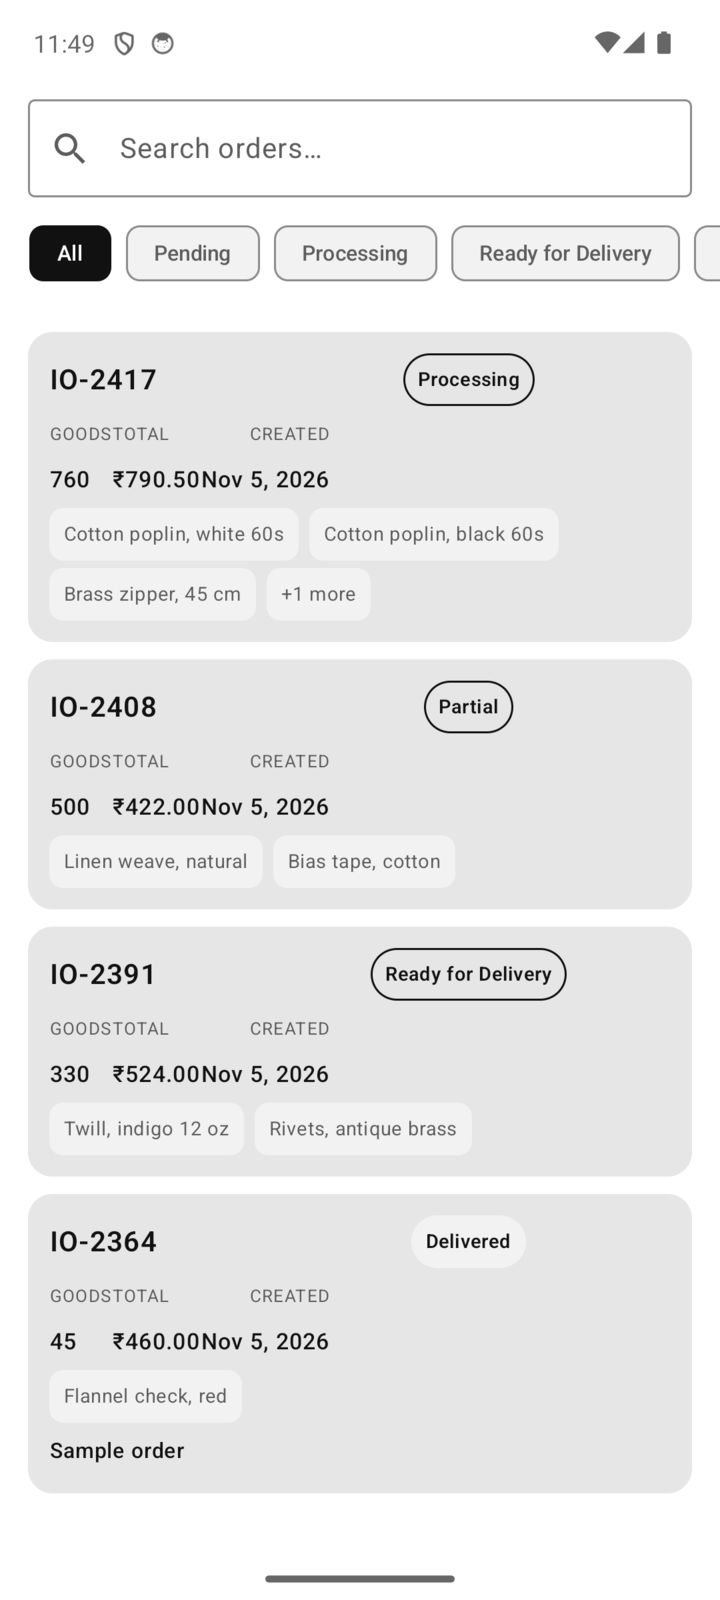 11:49
Search orders…
All Pending Processing Ready for Delivery
IO-2417 Processing
GOODS TOTAL CREATED
760 ₹790.50 Nov 5, 2026
Cotton poplin, white 60s Cotton poplin, black 60s
Brass zipper, 45 cm +1 more
IO-2408 Partial
GOODS TOTAL CREATED
500 ₹422.00 Nov 5, 2026
Linen weave, natural Bias tape, cotton
IO-2391 Ready for Delivery
GOODS TOTAL CREATED
330 ₹524.00 Nov 5, 2026
Twill, indigo 12 oz Rivets, antique brass
IO-2364 Delivered
GOODS TOTAL CREATED
45 ₹460.00 Nov 5, 2026
Flannel check, red
Sample order